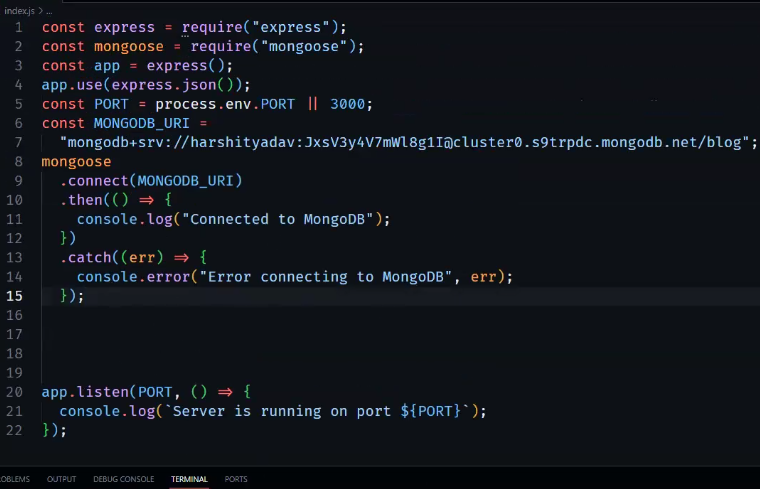 index.js > ...
1 const express = require("express");
2 const mongoose = require("mongoose");
3 const app = express();
4 app.use(express.json());
5 const PORT = process.env.PORT || 3000;
6 const MONGODB_URI =
7 "mongodb+srv://harshityadav:JxsV3y4V7mWl8g1I@cluster0.s9trpdc.mongodb.net/blog";
8 mongoose
9 .connect(MONGODB_URI)
10 .then(() => {
11 console.log("Connected to MongoDB");
12 })
13 .catch((err) => {
14 console.error("Error connecting to MongoDB", err);
15 });
16
17
18
19
20 app.listen(PORT, () => {
21 console.log(`Server is running on port ${PORT}`);
22 });
OBLEMS OUTPUT DEBUG CONSOLE TERMINAL PORTS